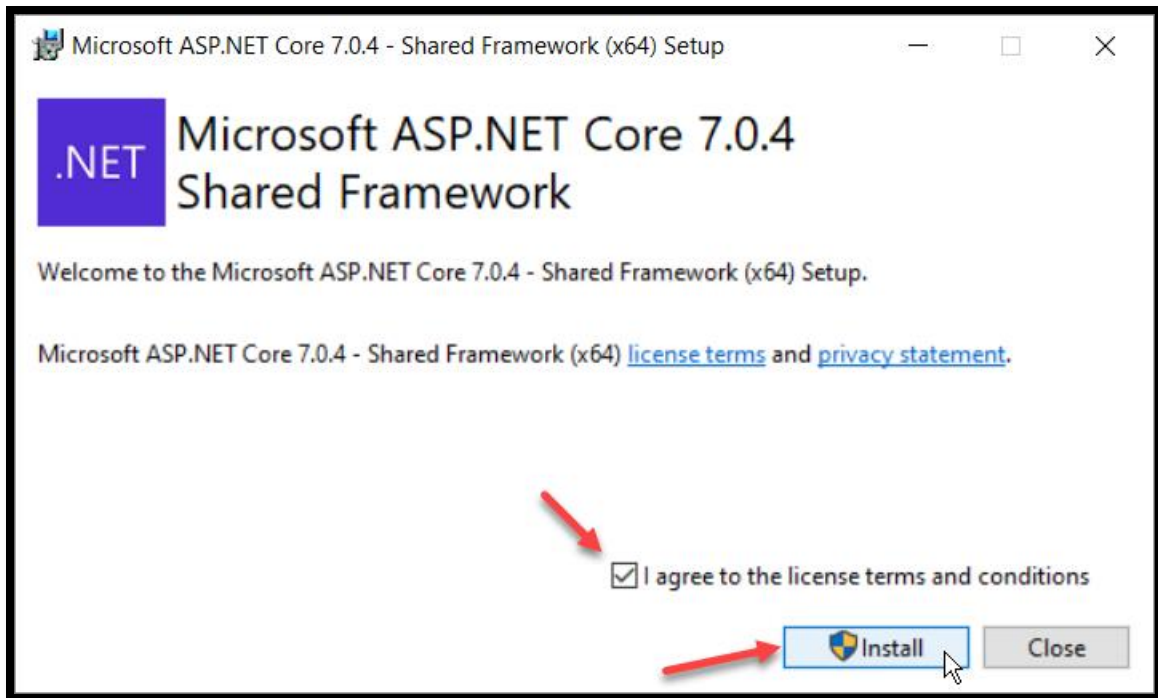 Microsoft ASP.NET Core 7.0.4 - Shared Framework (x64) Setup
.NET
Microsoft ASP.NET Core 7.0.4
Shared Framework
Welcome to the Microsoft ASP.NET Core 7.0.4 - Shared Framework (x64) Setup.
Microsoft ASP.NET Core 7.0.4 - Shared Framework (x64) license terms and privacy statement.
I agree to the license terms and conditions
Install Close